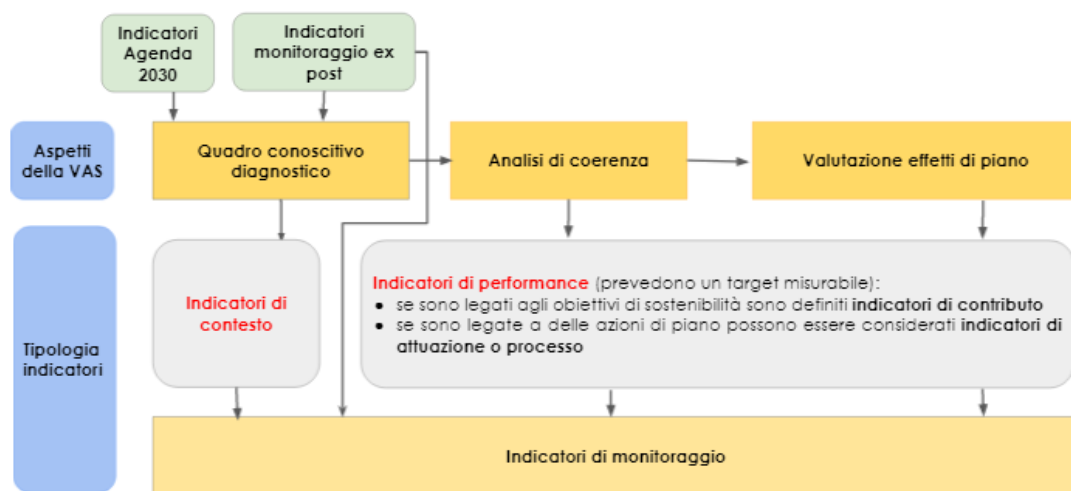 Indicatori
Agenda
2030
Indicatori
monitoraggio ex
post
Aspetti
della VAS
Quadro conoscitivo
diagnostico
Analisi di coerenza
Valutazione effetti di piano
Tipologia
indicatori
Indicatori di
contesto
Indicatori di performance (prevedono un target misurabile):
• se sono legati agli obiettivi di sostenibilità sono definiti indicatori di contributo
• se sono legate a delle azioni di piano possono essere considerati indicatori di
attuazione o processo
Indicatori di monitoraggio